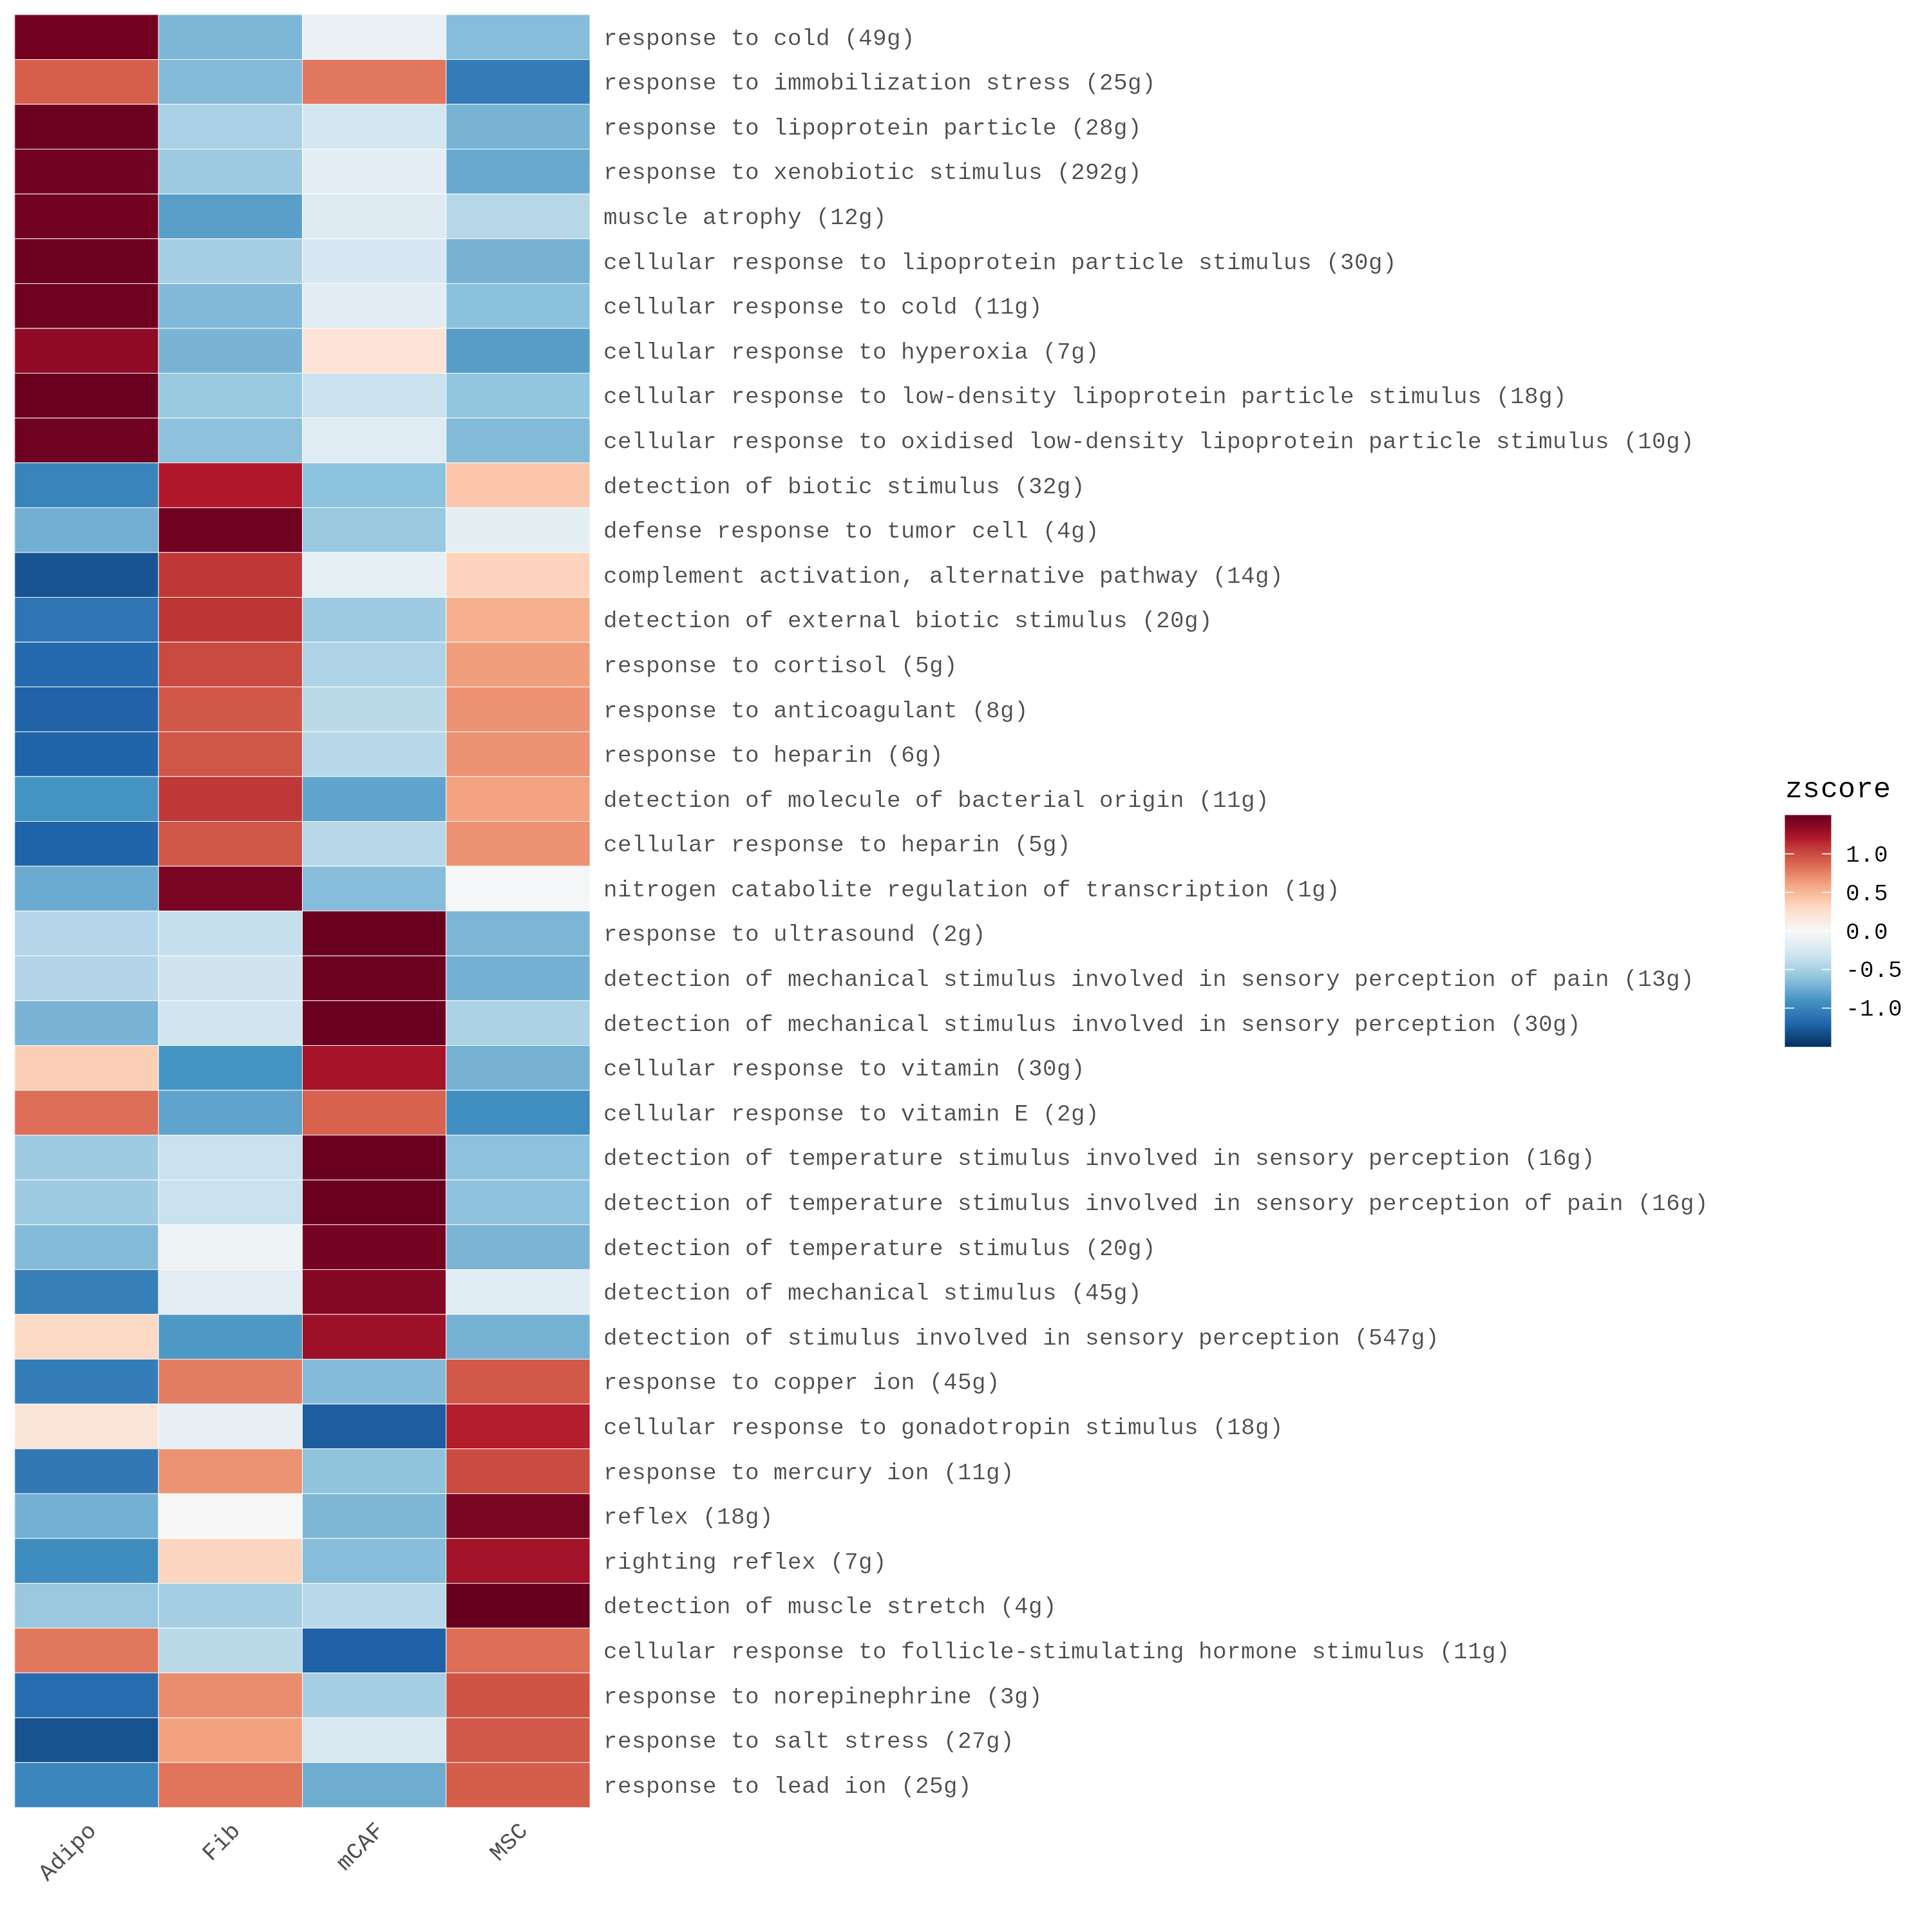 response to cold (49g)
response to immobilization stress (25g)
response to lipoprotein particle (28g)
response to xenobiotic stimulus (292g)
muscle atrophy (12g)
cellular response to lipoprotein particle stimulus (30g)
cellular response to cold (11g)
cellular response to hyperoxia (7g)
cellular response to low-density lipoprotein particle stimulus (18g)
cellular response to oxidised low-density lipoprotein particle stimulus (10g)
detection of biotic stimulus (32g)
defense response to tumor cell (4g)
complement activation, alternative pathway (14g)
detection of external biotic stimulus (20g)
response to cortisol (5g)
response to anticoagulant (8g)
response to heparin (6g)
detection of molecule of bacterial origin (11g)
cellular response to heparin (5g)
nitrogen catabolite regulation of transcription (1g)
response to ultrasound (2g)
detection of mechanical stimulus involved in sensory perception of pain (13g)
detection of mechanical stimulus involved in sensory perception (30g)
cellular response to vitamin (30g)
cellular response to vitamin E (2g)
detection of temperature stimulus involved in sensory perception (16g)
detection of temperature stimulus involved in sensory perception of pain (16g)
detection of temperature stimulus (20g)
detection of mechanical stimulus (45g)
detection of stimulus involved in sensory perception (547g)
response to copper ion (45g)
cellular response to gonadotropin stimulus (18g)
response to mercury ion (11g)
reflex (18g)
righting reflex (7g)
detection of muscle stretch (4g)
cellular response to follicle-stimulating hormone stimulus (11g)
response to norepinephrine (3g)
response to salt stress (27g)
response to lead ion (25g)
Adipo
Fib
mCAF
MSC
zscore
1.0
0.5
0.0
-0.5
-1.0